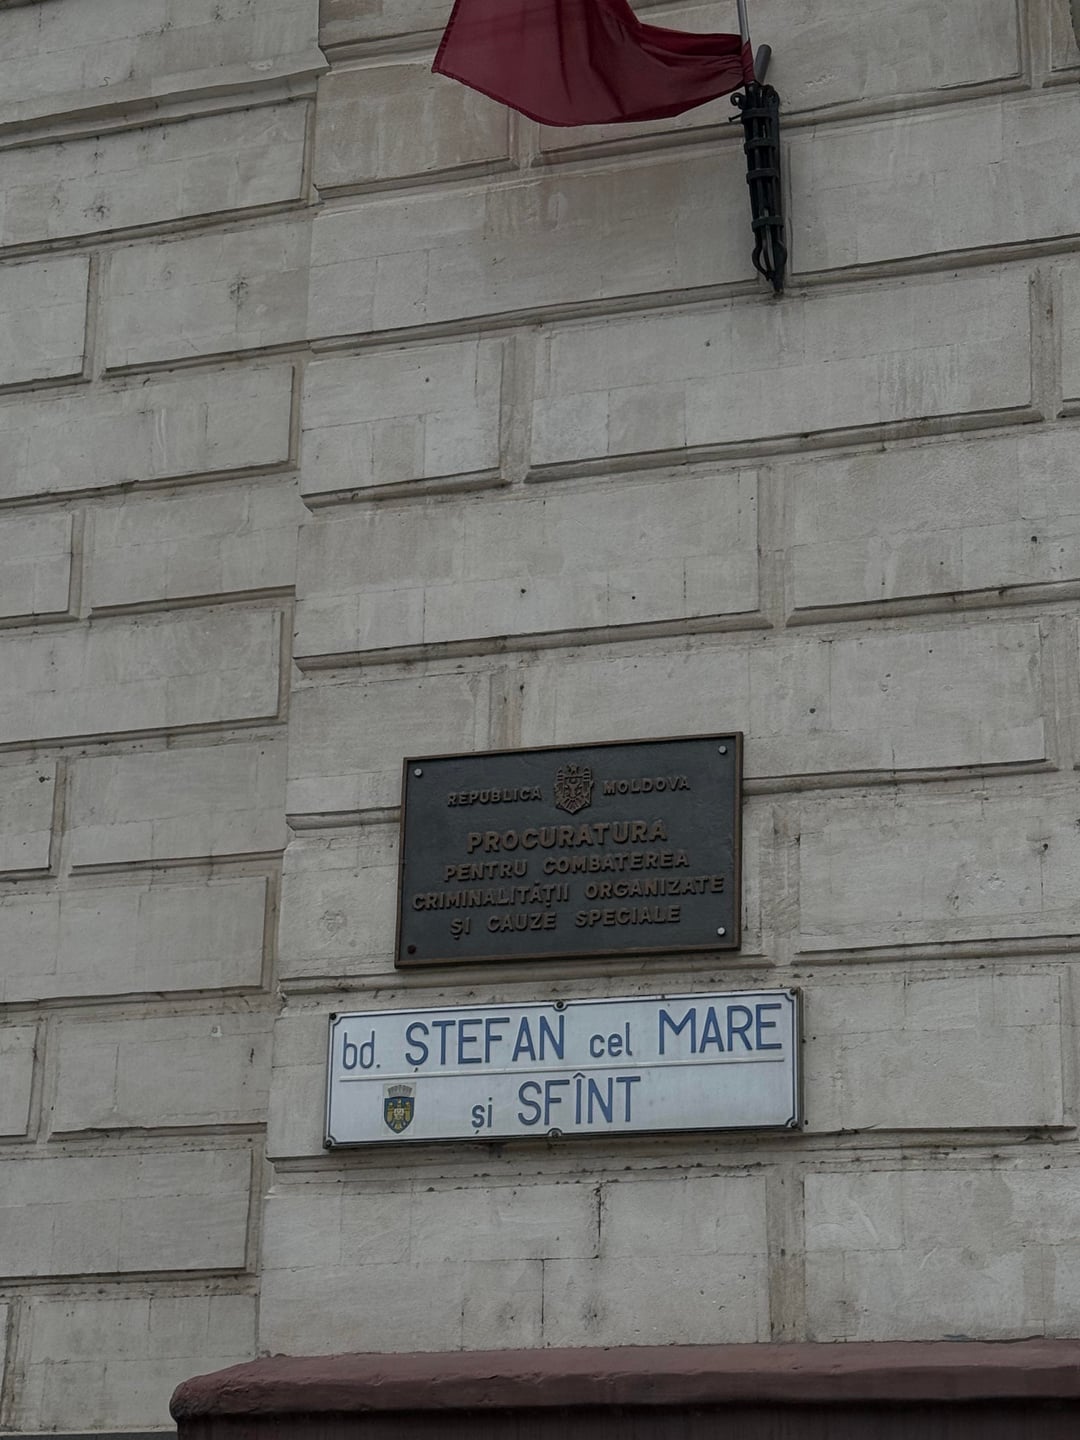 REPUBLICA MOLDOVA
PROCURATURA
PENTRU COMBATEREA
CRIMINALITĂȚII ORGANIZATE
ȘI CAUZE SPECIALE
bd. ȘTEFAN cel MARE
și SFÎNT